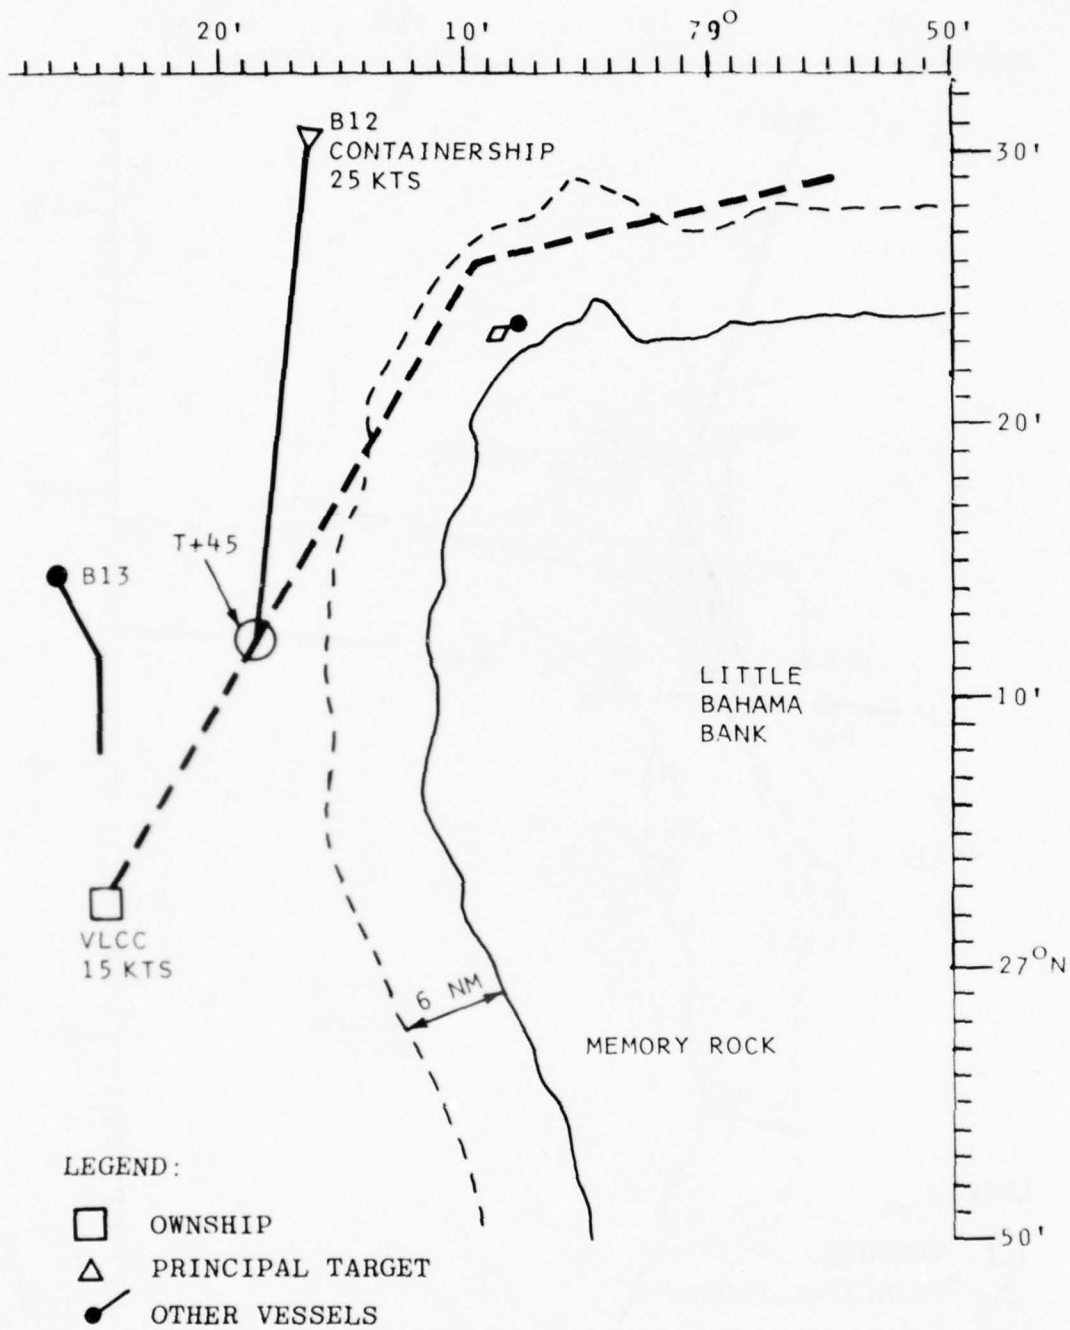 20' 10' 79° 50'
B12
CONTAINERSHIP
25 KTS
30'
20'
T+45
B13
LITTLE
BAHAMA
BANK
10'
VLCC
15 KTS
27°N
6 NM
MEMORY ROCK
50'
LEGEND:
OWNSHIP
PRINCIPAL TARGET
OTHER VESSELS